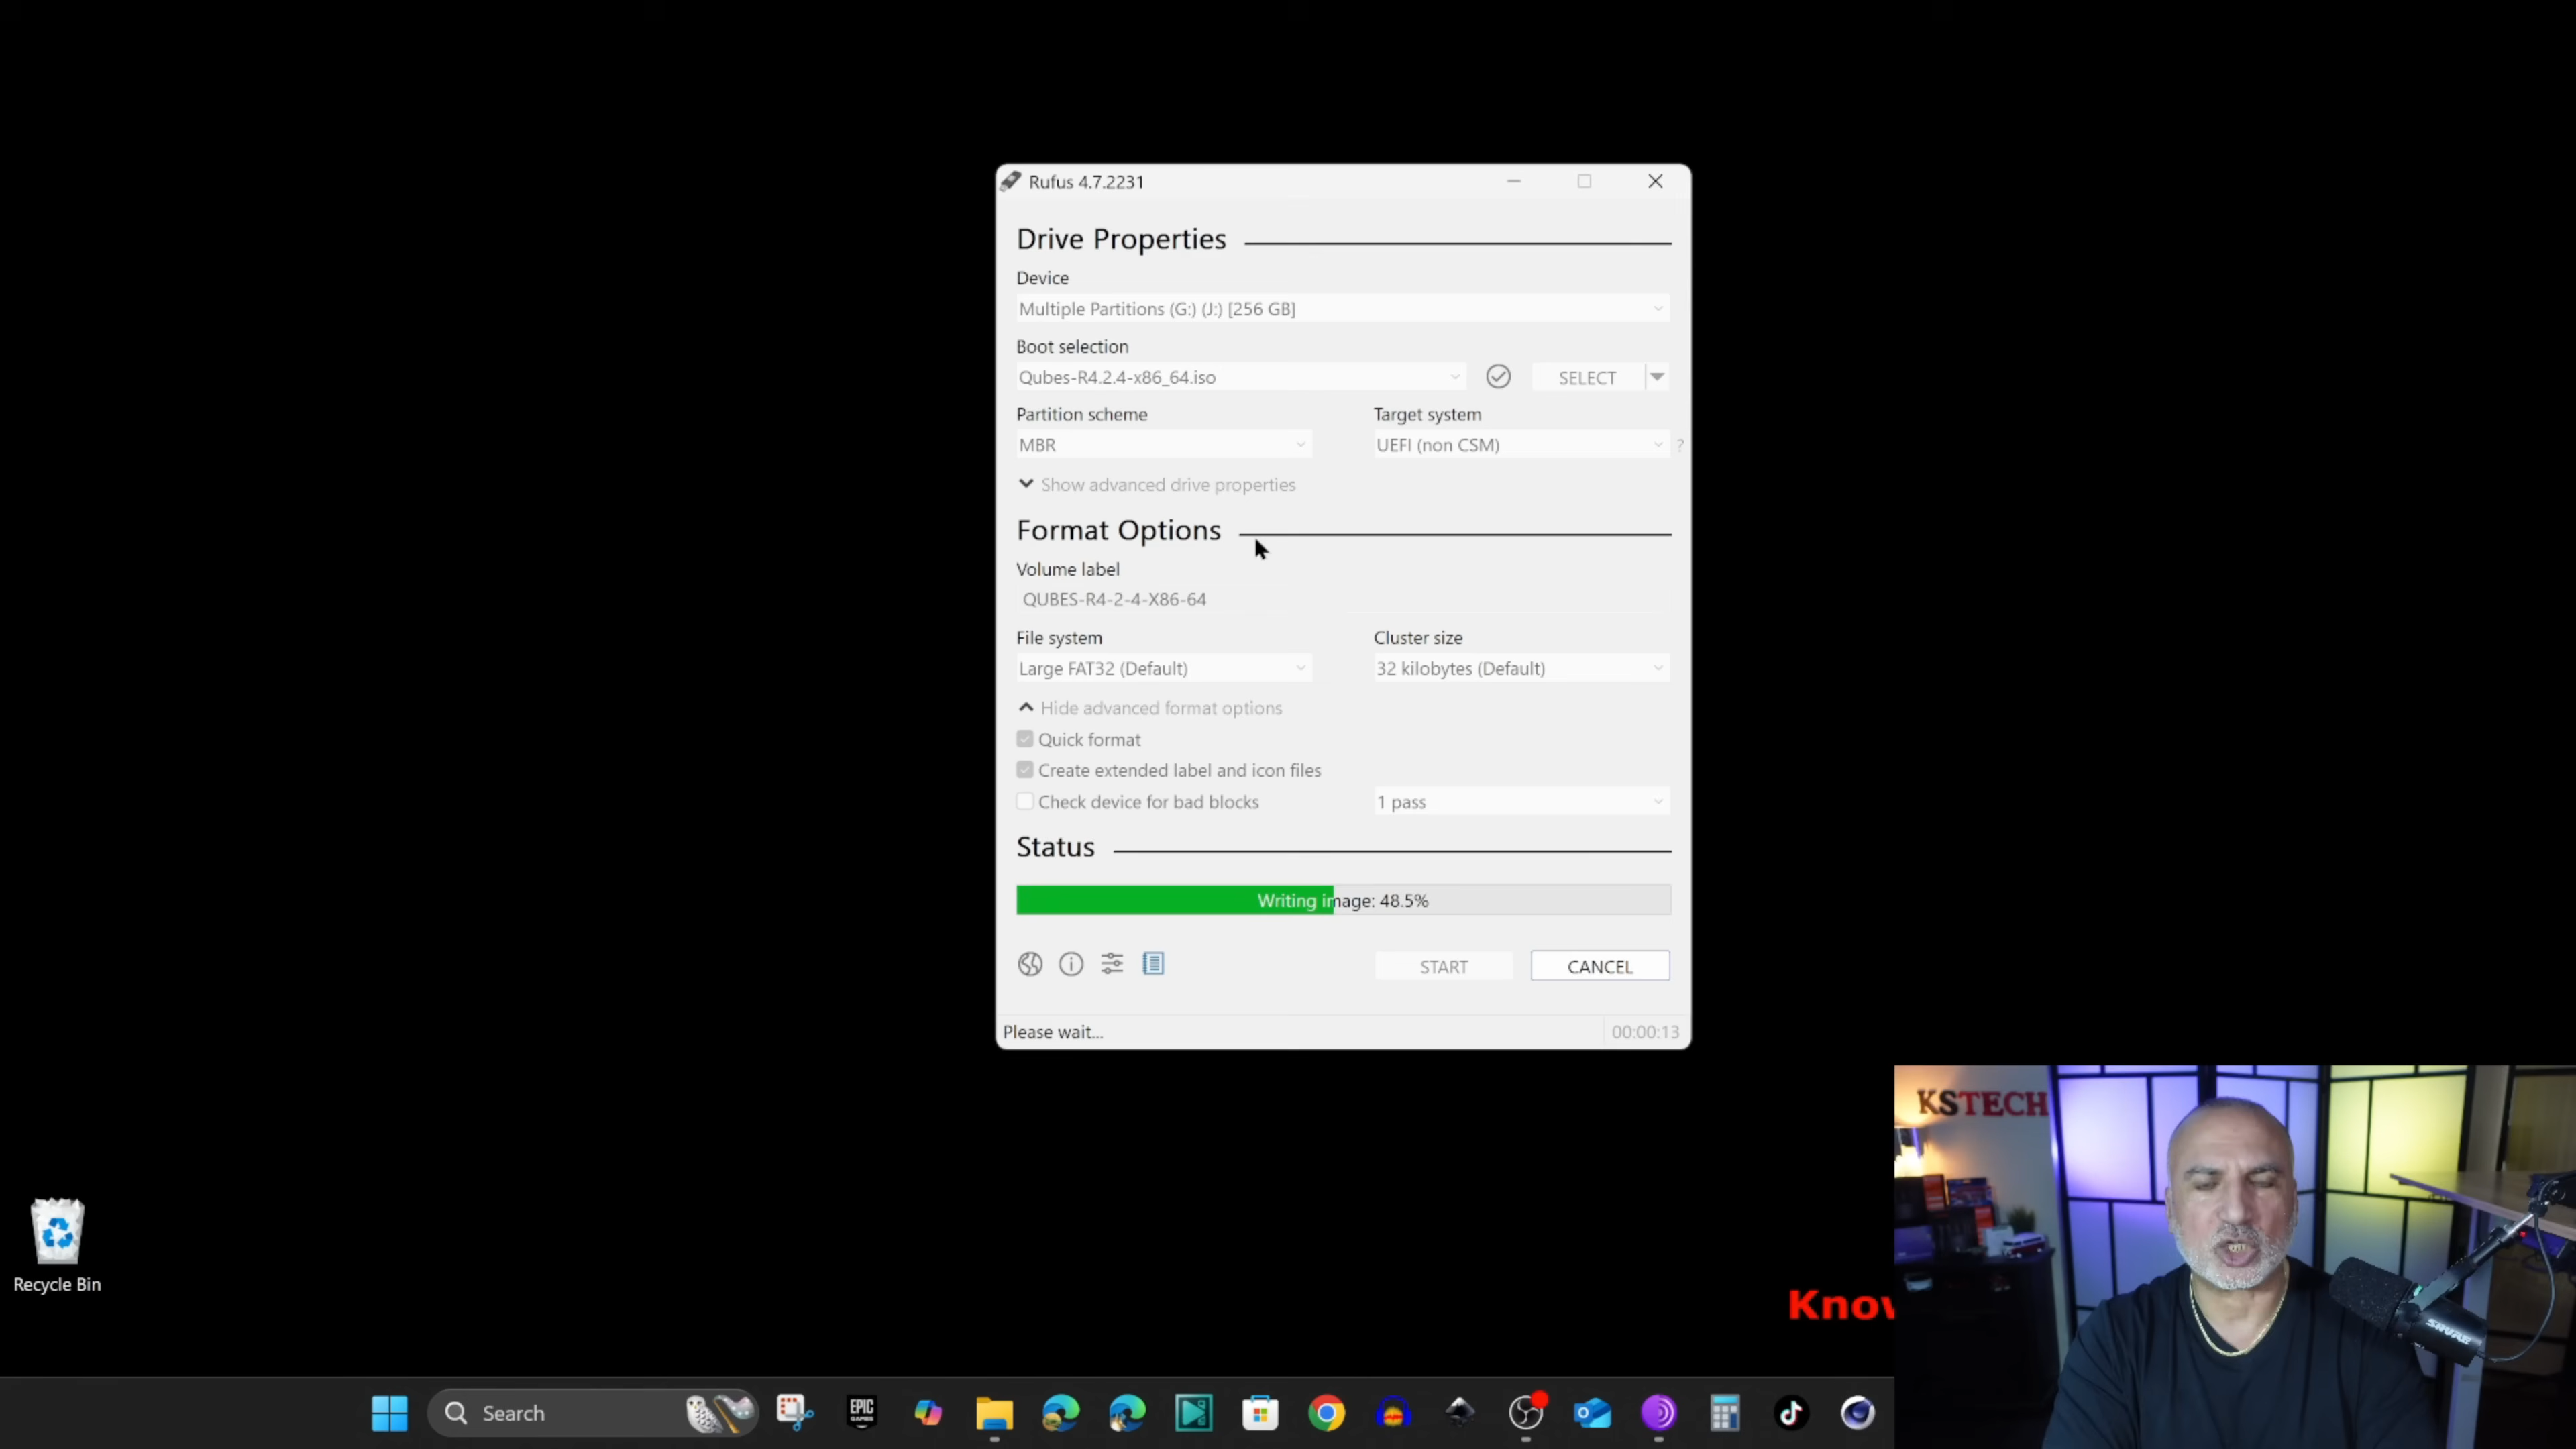 Rufus 4.7.2231
Drive Properties
Device
Multiple Partitions (G:) (J:) [256 GB]
Boot selection
Qubes-R4.2.4-x86_64.iso
SELECT
Partition scheme
Target system
MBR
UEFI (non CSM)
?
Show advanced drive properties
Format Options
Volume label
QUBES-R4-2-4-X86-64
File system
Cluster size
Large FAT32 (Default)
32 kilobytes (Default)
Hide advanced format options
Quick format
Create extended label and icon files
Check device for bad blocks
1 pass
Status
Writing image: 48.5%
START
CANCEL
Please wait...
00:00:13
KSTECH
Recycle Bin
Know
SHURE
Search
EPIC
GAMES